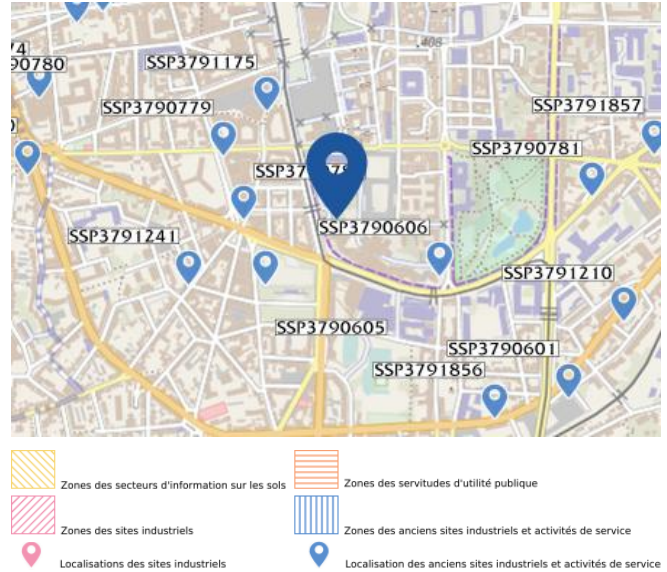 408
SSP3791175
SSP3790779
SSP3791857
SSP3790781
SSP3790606
SSP3791241
SSP3791210
SSP3790605
SSP3790601
SSP3791856
Zones des secteurs d'information sur les sols
Zones des servitudes d'utilité publique
Zones des sites industriels
Zones des anciens sites industriels et activités de service
Localisations des sites industriels
Localisation des anciens sites industriels et activités de service